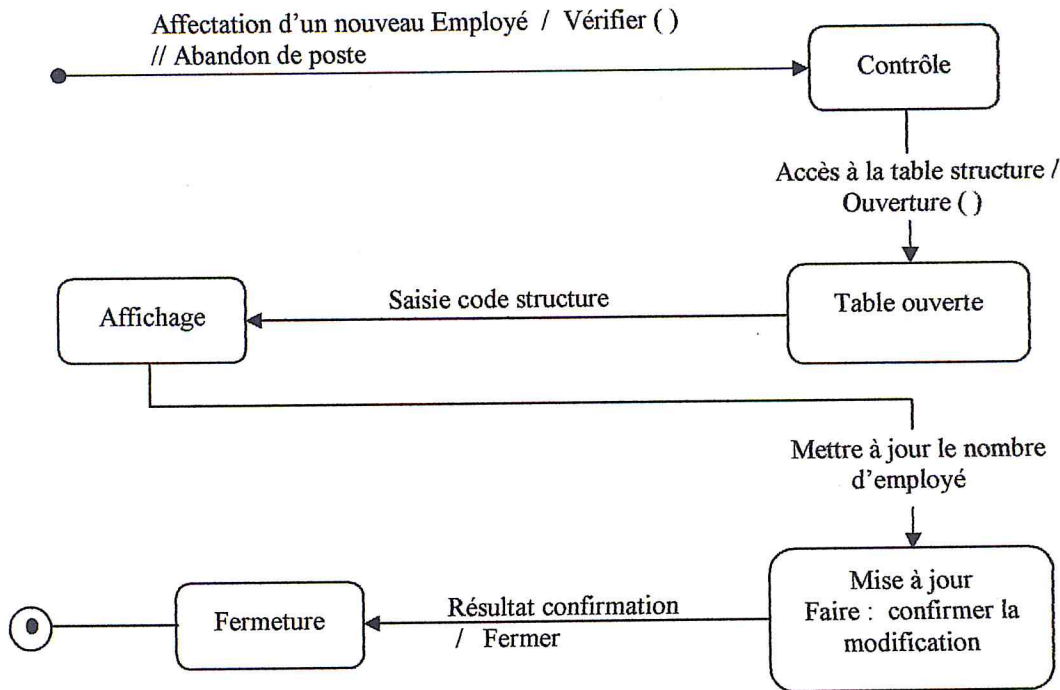 Affectation d’un nouveau Employé / Vérifier ( )
// Abandon de poste
Contrôle
Accès à la table structure /
Ouverture ( )
Affichage
Saisie code structure
Table ouverte
Mettre à jour le nombre
d’employé
Fermeture
Résultat confirmation
/ Fermer
Mise à jour
Faire : confirmer la
modification